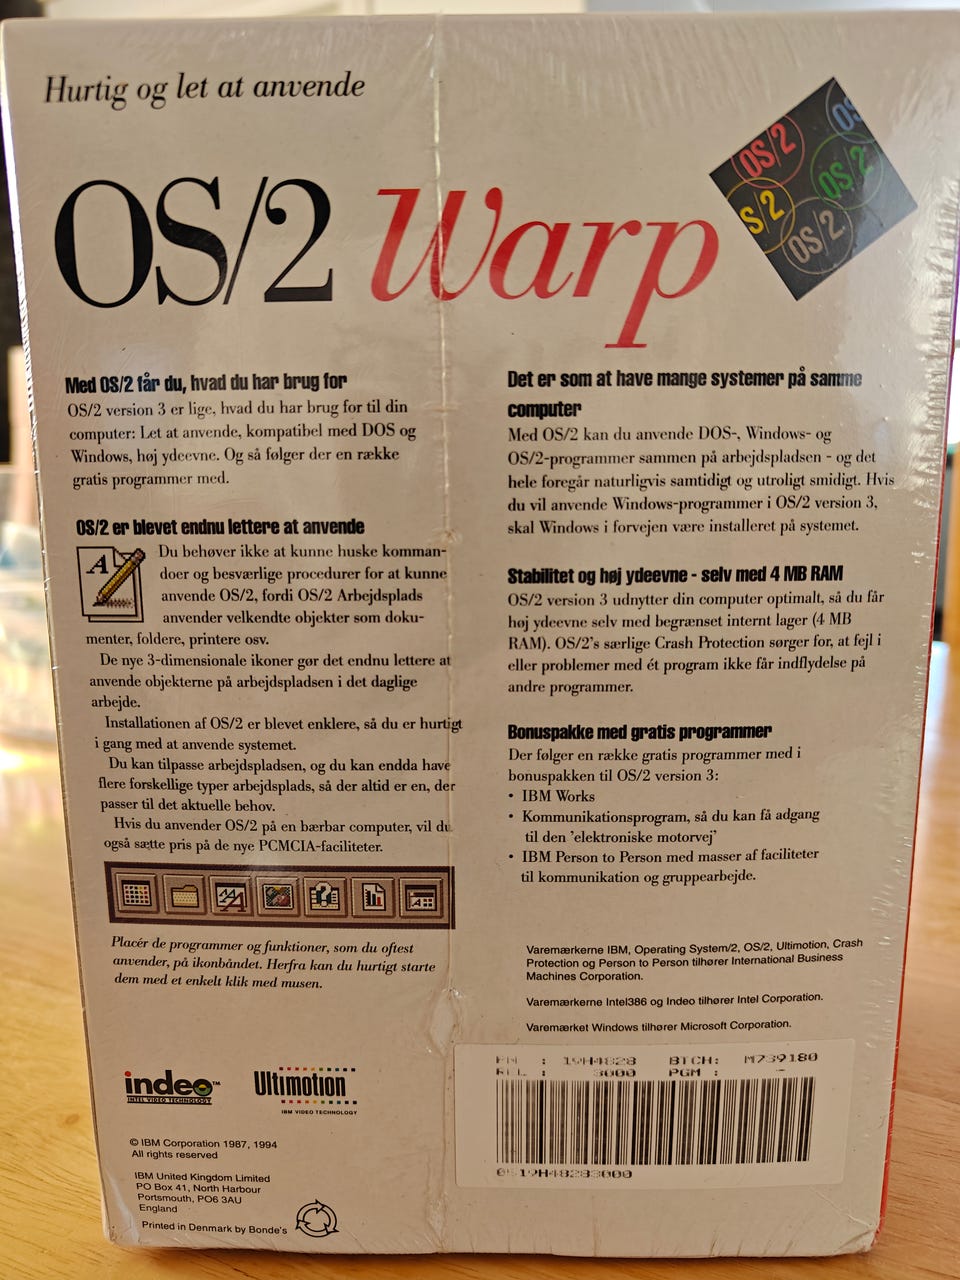 Hurtig og let at anvende
OS/2 Warp
OS/2
OS
OS/2
S/2
OS/2
Med OS/2 får du, hvad du har brug for
OS/2 version 3 er lige, hvad du har brug for til din
computer: Let at anvende, kompatibel med DOS og
Windows, høj ydeevne. Og så følger der en række
gratis programmer med.
OS/2 er blevet endnu lettere at anvende
A
Du behøver ikke at kunne huske komman-
doer og besværlige procedurer for at kunne
anvende OS/2, fordi OS/2 Arbejdsplads
anvender velkendte objekter som doku-
menter, foldere, printere osv.
De nye 3-dimensionale ikoner gør det endnu lettere at
anvende objekterne på arbejdspladsen i det daglige
arbejde.
Installationen af OS/2 er blevet enklere, så du er hurtigt
i gang med at anvende systemet.
Du kan tilpasse arbejdspladsen, og du kan endda have
flere forskellige typer arbejdsplads, så der altid er en, der
passer til det aktuelle behov.
Hvis du anvender OS/2 på en bærbar computer, vil du
også sætte pris på de nye PCMCIA-faciliteter.
Placér de programmer og funktioner, som du oftest
anvender, på ikonbåndet. Herfra kan du hurtigt starte
dem med et enkelt klik med musen.
indeo™
INTEL VIDEO TECHNOLOGY
Ultimotion
IBM VIDEO TECHNOLOGY
© IBM Corporation 1987, 1994
All rights reserved
IBM United Kingdom Limited
PO Box 41, North Harbour
Portsmouth, PO6 3AU
England
Printed in Denmark by Bonde's
Det er som at have mange systemer på samme
computer
Med OS/2 kan du anvende DOS-, Windows- og
OS/2-programmer sammen på arbejdspladsen - og det
hele foregår naturligvis samtidigt og utroligt smidigt. Hvis
du vil anvende Windows-programmer i OS/2 version 3,
skal Windows i forvejen være installeret på systemet.
Stabilitet og høj ydeevne - selv med 4 MB RAM
OS/2 version 3 udnytter din computer optimalt, så du får
høj ydeevne selv med begrænset internt lager (4 MB
RAM). OS/2's særlige Crash Protection sørger for, at fejl i
eller problemer med ét program ikke får indflydelse på
andre programmer.
Bonuspakke med gratis programmer
Der følger en række gratis programmer med i
bonuspakken til OS/2 version 3:
• IBM Works
• Kommunikationsprogram, så du kan få adgang
til den 'elektroniske motorvej'
• IBM Person to Person med masser af faciliteter
til kommunikation og gruppearbejde.
Varemærkerne IBM, Operating System/2, OS/2, Ultimotion, Crash
Protection og Person to Person tilhører International Business
Machines Corporation.
Varemærkerne Intel386 og Indeo tilhører Intel Corporation.
Varemærket Windows tilhører Microsoft Corporation.
PN : 19H4828 BTCH: M739180
REL : 3000 PGM : -
0519H48283000